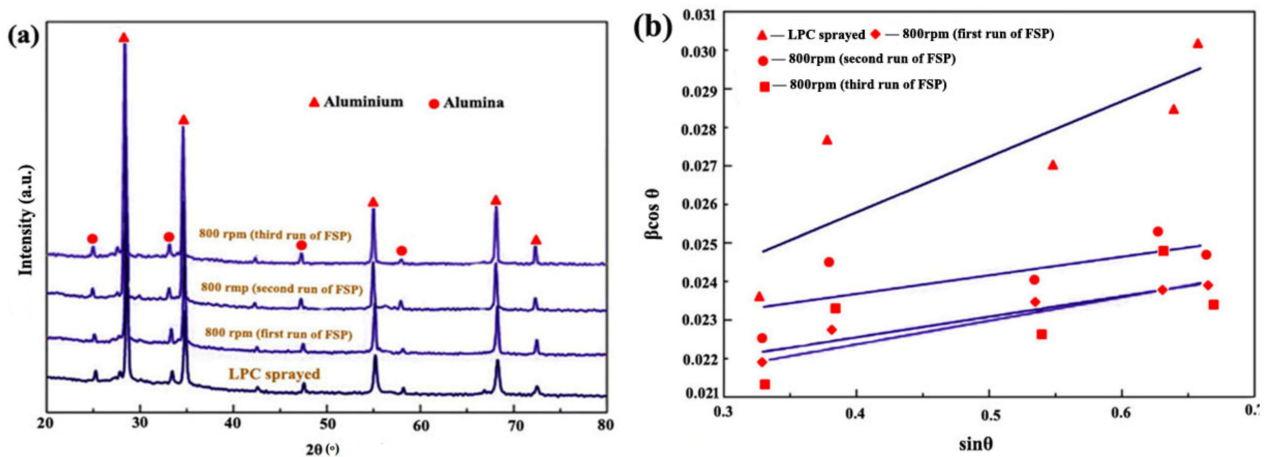 (a)
Intensity (a.u.)
Aluminium
Alumina
800 rpm (third run of FSP)
800 rmp (second run of FSP)
800 rpm (first run of FSP)
LPC sprayed
20 30 40 50 60 70 80
2θ (°)
(b)
LPC sprayed — 800rpm (first run of FSP)
— 800rpm (second run of FSP)
— 800rpm (third run of FSP)
βcos θ
0.031
0.030
0.029
0.028
0.027
0.026
0.025
0.024
0.023
0.022
0.021
0.3 0.4 0.5 0.6 0.7
sinθ